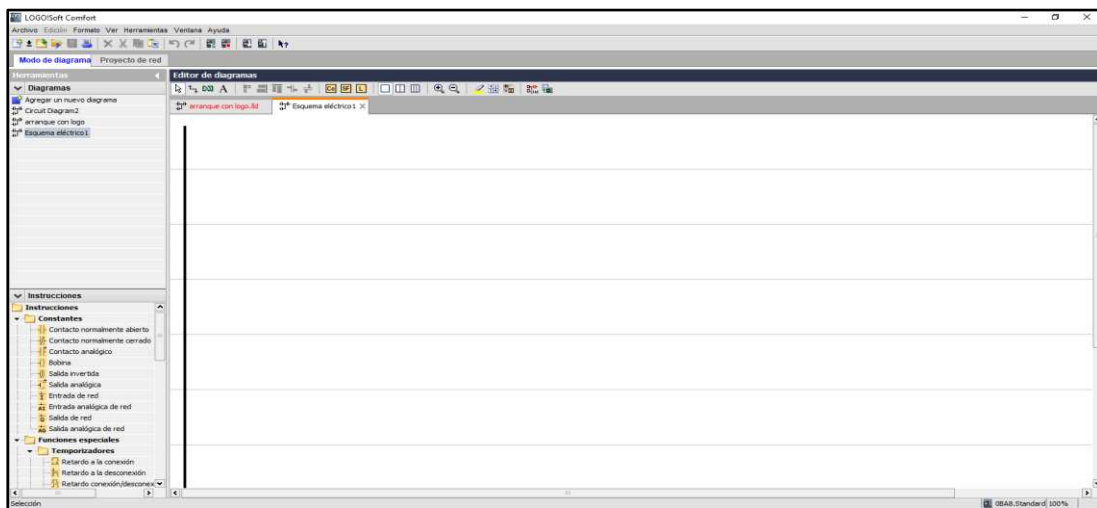 LOGO!Soft Comfort
Archivo Edición Formato Ver Herramientas Ventana Ayuda
Modo de diagrama Proyecto de red
Herramientas
Diagramas
Agregar un nuevo diagrama
Circuit Diagram2
arranque con logo
Esquema eléctrico1
Editor de diagramas
arranque con logo.lld
Esquema eléctrico1
Instrucciones
Instrucciones
Constantes
Contacto normalmente abierto
Contacto normalmente cerrado
Contacto analógico
Bobina
Salida invertida
Salida analógica
Entrada de red
Entrada analógica de red
Salida de red
Salida analógica de red
Funciones especiales
Temporizadores
Retardo a la conexión
Retardo a la desconexión
Retardo conexión/desconex
Selección
0BA8.Standard 100%